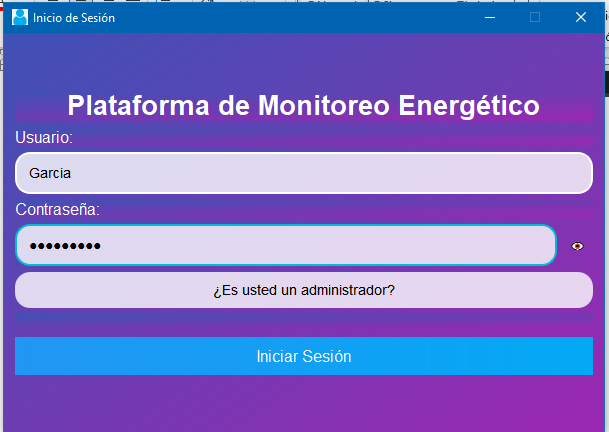 Inicio de Sesión
Plataforma de Monitoreo Energético
Usuario:
Garcia
Contraseña:
●●●●●●●●●
¿Es usted un administrador?
Iniciar Sesión